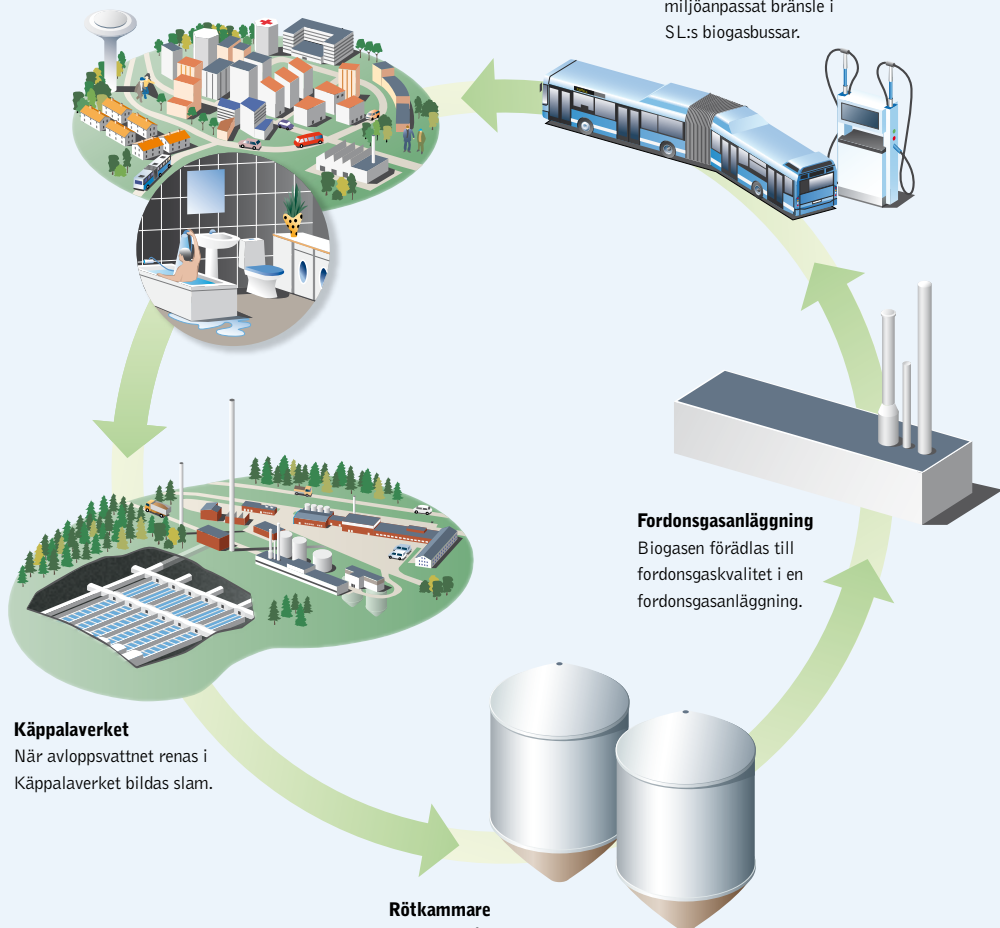 miljöanpassat bränsle i
SL:s biogasbussar.
Fordonsgasanläggning
Biogasen förädlas till
fordonsgaskvalitet i en
fordonsgasanläggning.
Käppalaverket
När avloppsvattnet renas i
Käppalaverket bildas slam.
Rötkammare